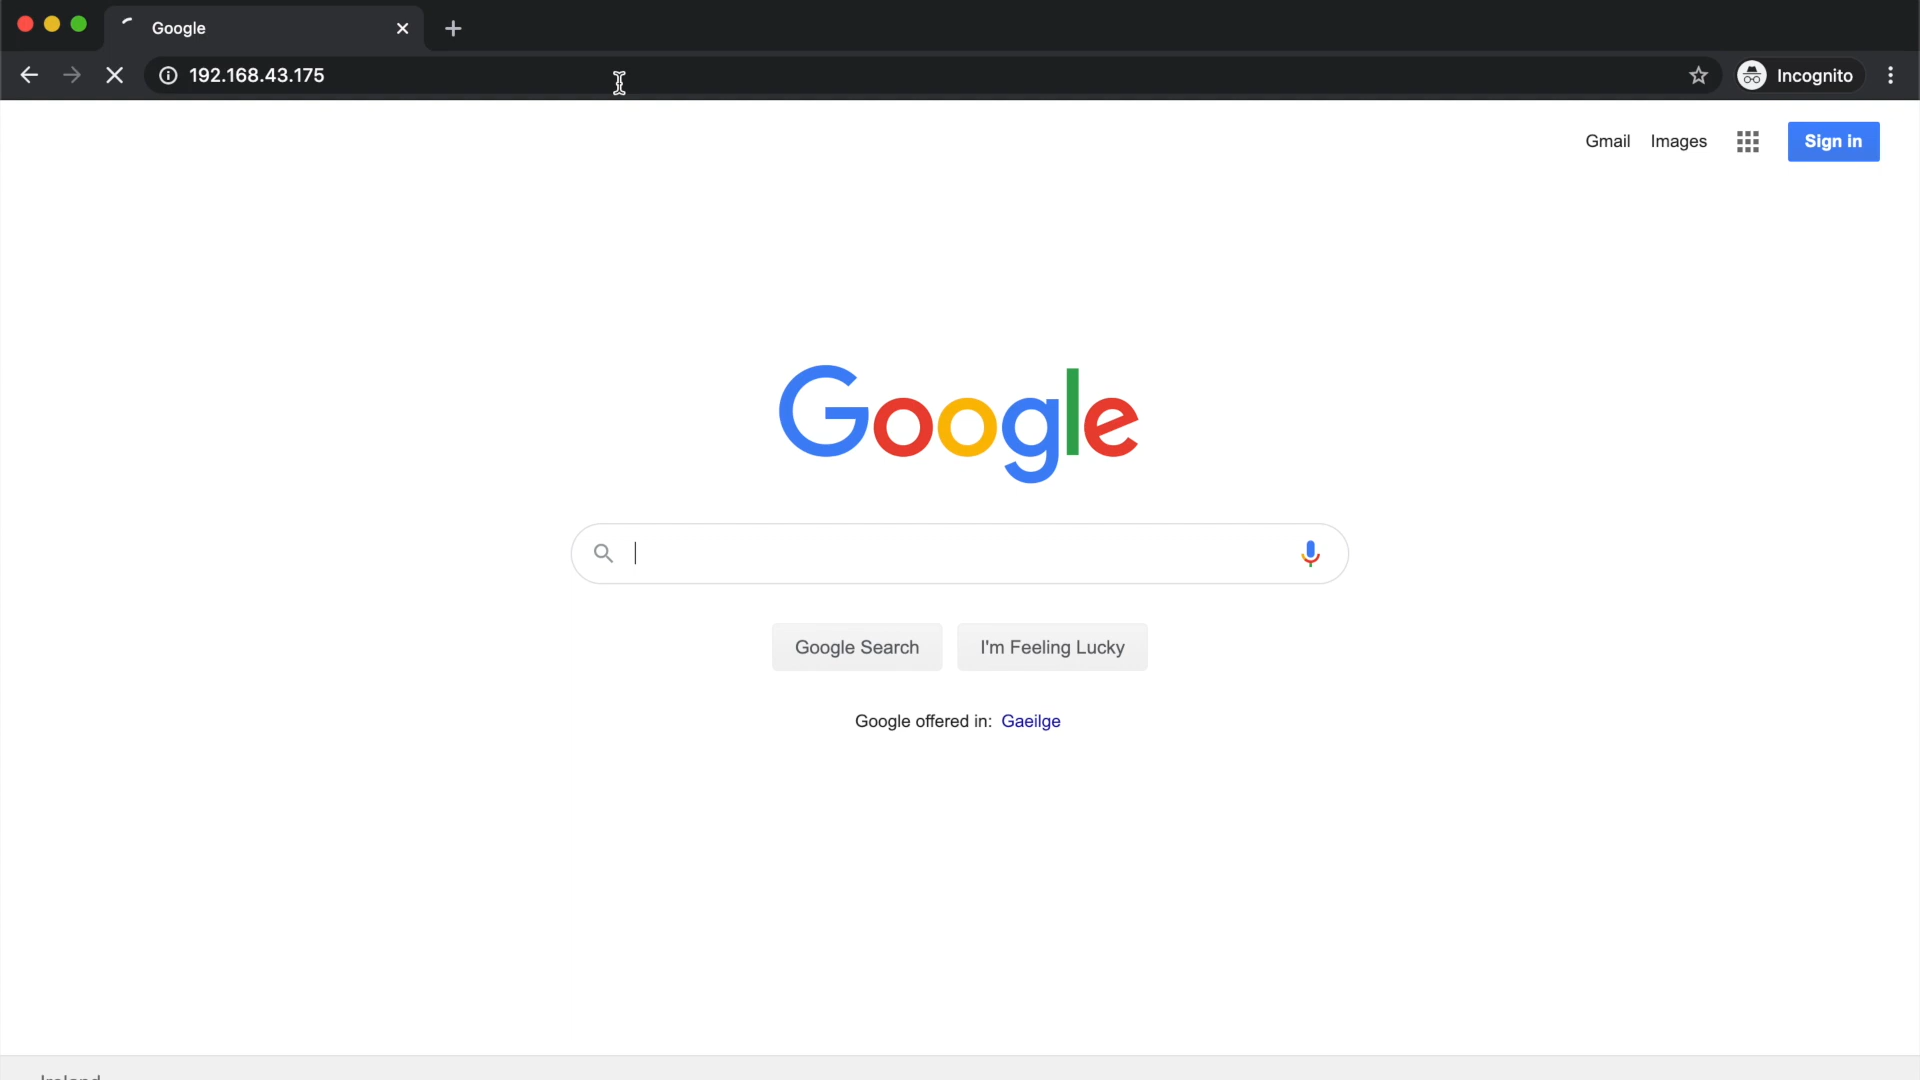 Google
192.168.43.175
Incognito
Gmail Images Sign in
Google
Google Search I'm Feeling Lucky
Google offered in: Gaeilge
Ireland